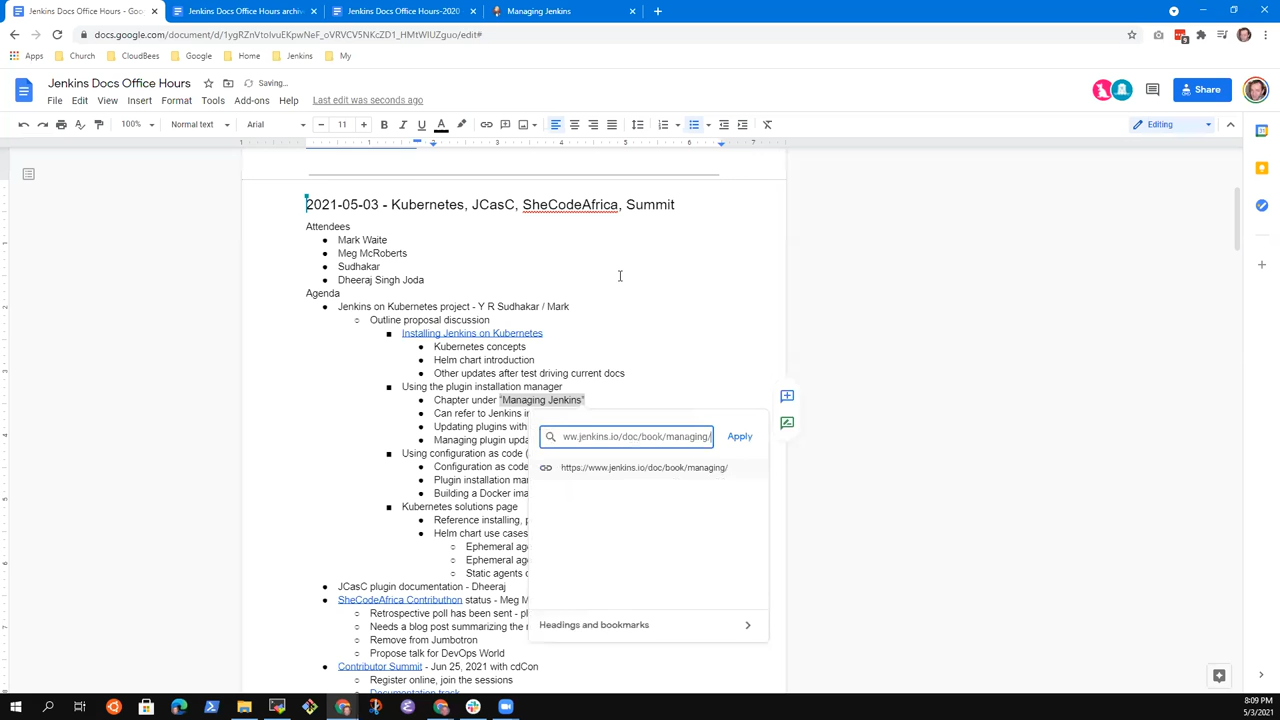 Jenkins Docs Office Hours - Goo
Jenkins Docs Office Hours archiv
Jenkins Docs Office Hours-2020
Managing Jenkins
docs.google.com/document/d/1ygRZnVtoIvuEKpwNeF_oVRVCV5NKcZD1_HMtWIUZguo/edit#
Apps
Church
CloudBees
Google
Home
Jenkins
My
Jenkins Docs Office Hours
Saving...
File Edit View Insert Format Tools Add-ons Help Last edit was seconds ago
Share
100% Normal text Arial 11
Editing
2021-05-03 - Kubernetes, JCasC, SheCodeAfrica, Summit
Attendees
● Mark Waite
● Meg McRoberts
● Sudhakar
● Dheeraj Singh Joda
Agenda
● Jenkins on Kubernetes project - Y R Sudhakar / Mark
○ Outline proposal discussion
■ Installing Jenkins on Kubernetes
● Kubernetes concepts
● Helm chart introduction
● Other updates after test driving current docs
■ Using the plugin installation manager
● Chapter under “Managing Jenkins”
● Can refer to Jenkins in
● Updating plugins with
● Managing plugin upda
■ Using configuration as code (
● Configuration as code
● Plugin installation man
● Building a Docker ima
■ Kubernetes solutions page
● Reference installing, p
● Helm chart use cases
○ Ephemeral age
○ Ephemeral age
○ Static agents o
● JCasC plugin documentation - Dheeraj
● SheCodeAfrica Contributhon status - Meg M
○ Retrospective poll has been sent - pl
○ Needs a blog post summarizing the r
○ Remove from Jumbotron
○ Propose talk for DevOps World
● Contributor Summit - Jun 25, 2021 with cdCon
○ Register online, join the sessions
○ Documentation track
ww.jenkins.io/doc/book/managing/
Apply
https://www.jenkins.io/doc/book/managing/
Headings and bookmarks
8:09 PM
5/3/2021